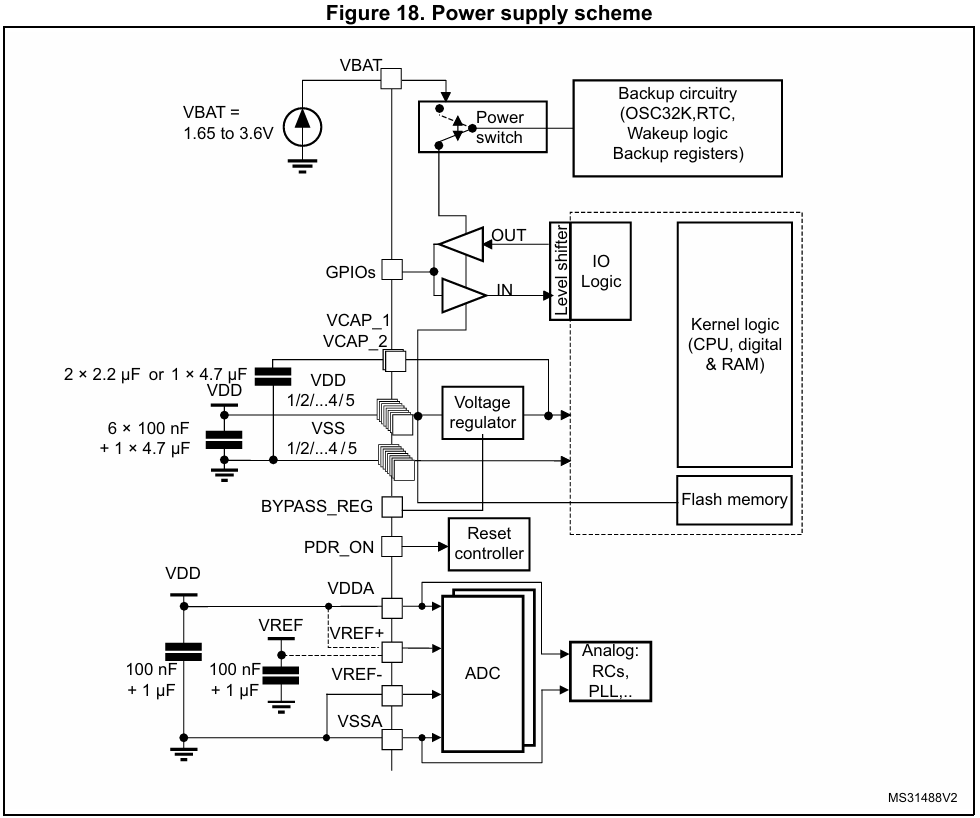 Figure 18. Power supply scheme
VBAT
VBAT =
1.65 to 3.6V
Power
switch
Backup circuitry
(OSC32K,RTC,
Wakeup logic
Backup registers)
OUT
GPIOs
IN
Level shifter
IO
Logic
Kernel logic
(CPU, digital
& RAM)
VCAP_1
VCAP_2
2 × 2.2 μF or 1 × 4.7 μF
VDD
VDD
1/2/...4/5
Voltage
regulator
6 × 100 nF
+ 1 × 4.7 μF
VSS
1/2/...4/5
Flash memory
BYPASS_REG
PDR_ON
Reset
controller
VDD
VDDA
VREF
VREF+
100 nF
+ 1 μF
100 nF
+ 1 μF
VREF-
ADC
Analog:
RCs,
PLL,..
VSSA
MS31488V2